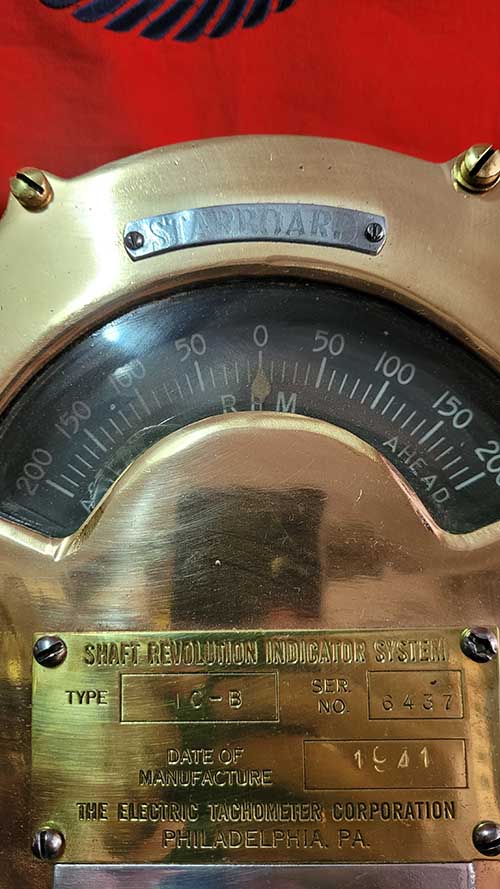 STARBOARD
200 150 100 50 0 50 100 150 200
RPM
AHEAD
SHAFT REVOLUTION INDICATOR SYSTEM
TYPE IC-B SER. NO. 6437
DATE OF MANUFACTURE 1941
THE ELECTRIC TACHOMETER CORPORATION
PHILADELPHIA, PA.